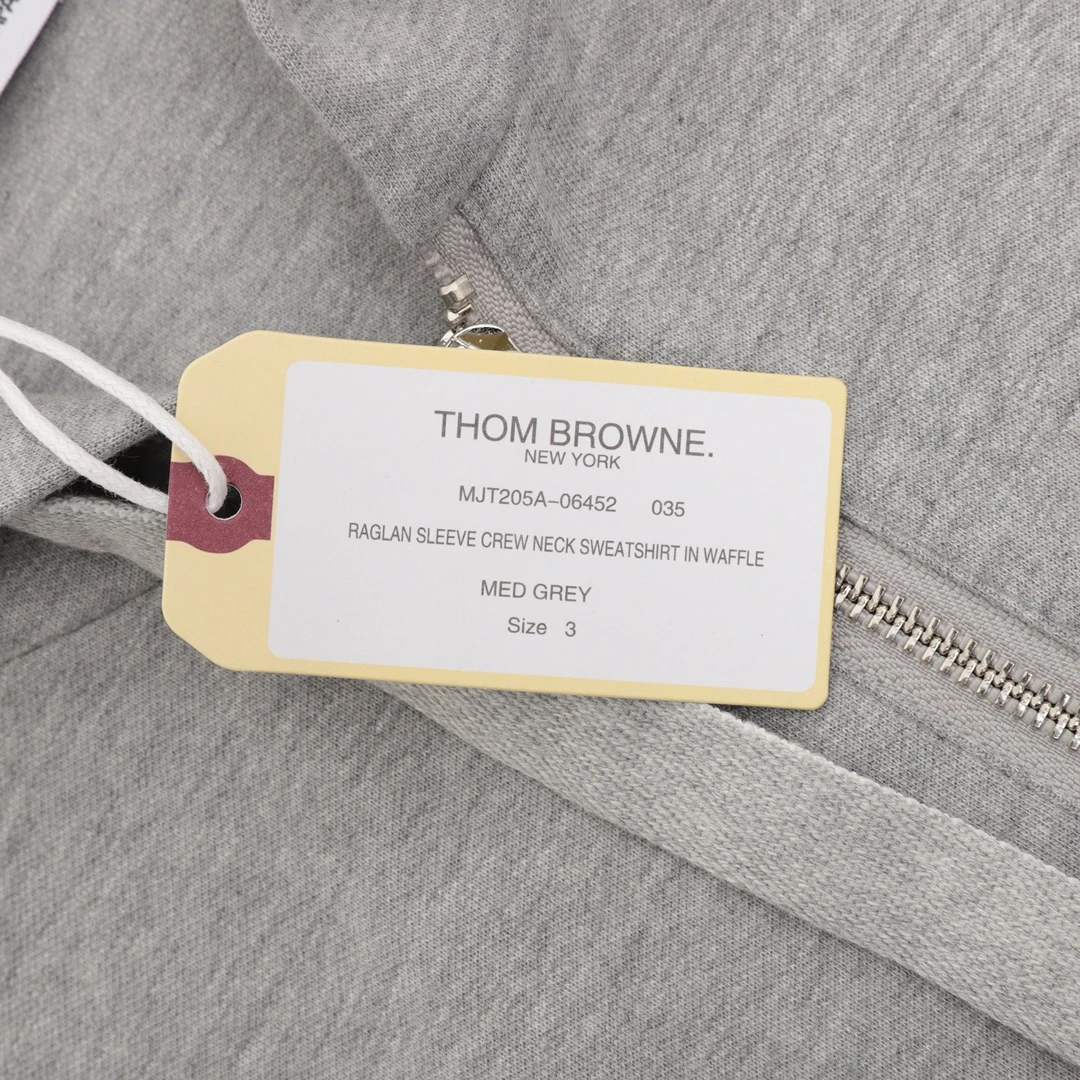 THOM BROWNE.
NEW YORK
MJT205A-06452 035
RAGLAN SLEEVE CREW NECK SWEATSHIRT IN WAFFLE
MED GREY
Size 3